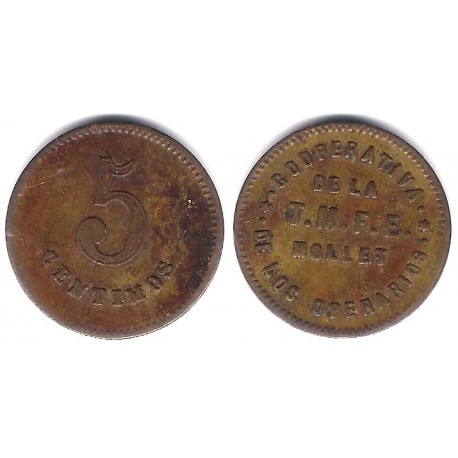 5
CENTIMOS
COOPERATIVA
DE LA
T.M.F.E.
MOLLET
DE LOS OPERARIOS